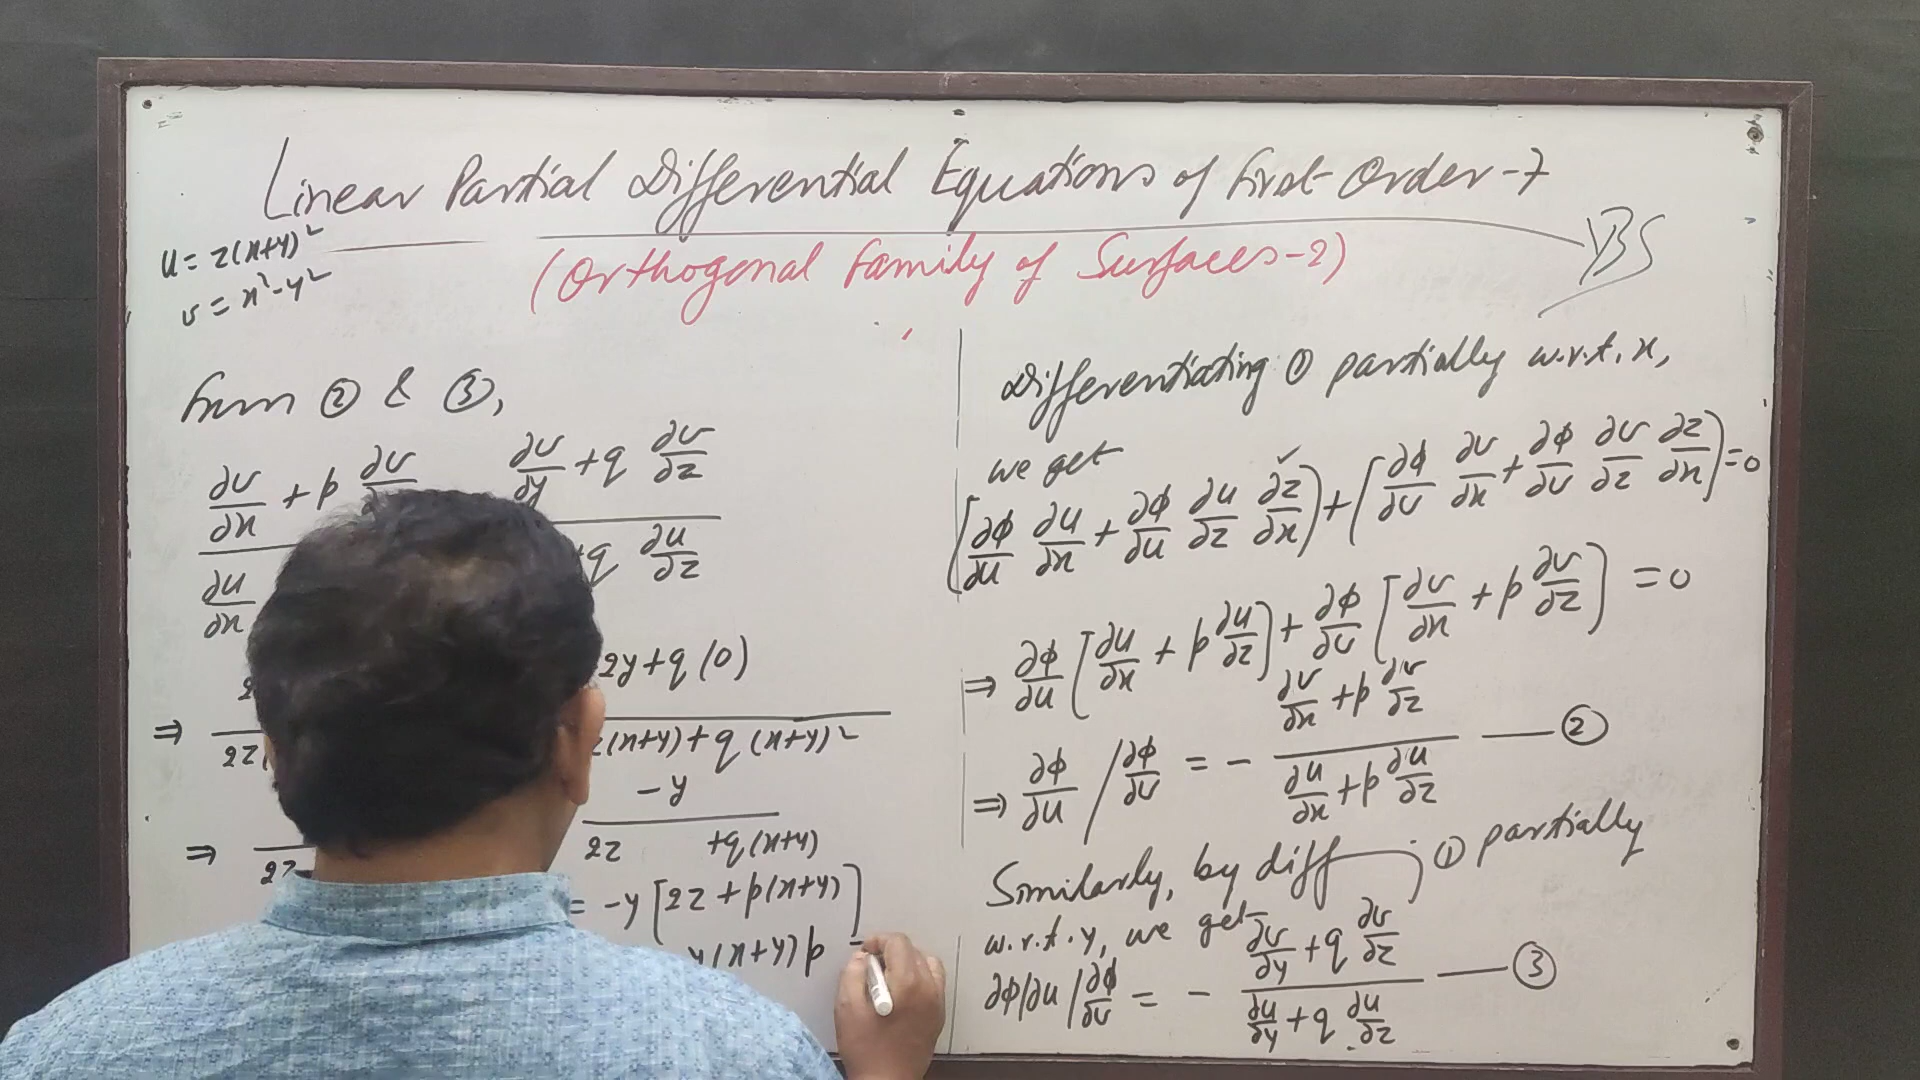 Linear Partial Differential Equations of First Order-7
YBS
(Orthogonal Family of Surfaces-2)
u = z(x+y)²
v = x²-y²
From ② & ③,
∂v/∂x + p ∂v/ ∂v/∂y + q ∂v/∂z
∂u/∂x +q ∂u/∂z
2y+q(0)
⇒ 2z( z(x+y)+q(x+y)²
-y
⇒ 2z 2z +q(x+y)
= -y[2z + p(x+y)]
y(x+y)p
Differentiating ① partially w.r.t. x,
we get
[∂φ/∂u ∂u/∂x + ∂φ/∂u ∂u/∂z ∂z/∂x] + [∂φ/∂v ∂v/∂x + ∂φ/∂v ∂v/∂z ∂z/∂x] = 0
⇒ ∂φ/∂u [∂u/∂x + p ∂u/∂z] + ∂φ/∂v [∂v/∂x + p ∂v/∂z] = 0
⇒ ∂φ/∂u / ∂φ/∂v = - (∂v/∂x + p ∂v/∂z)/(∂u/∂x + p ∂u/∂z) — ②
Similarly, by diff ① partially
w.r.t. y, we get
∂φ/∂u / ∂φ/∂v = - (∂v/∂y + q ∂v/∂z)/(∂u/∂y + q ∂u/∂z) — ③